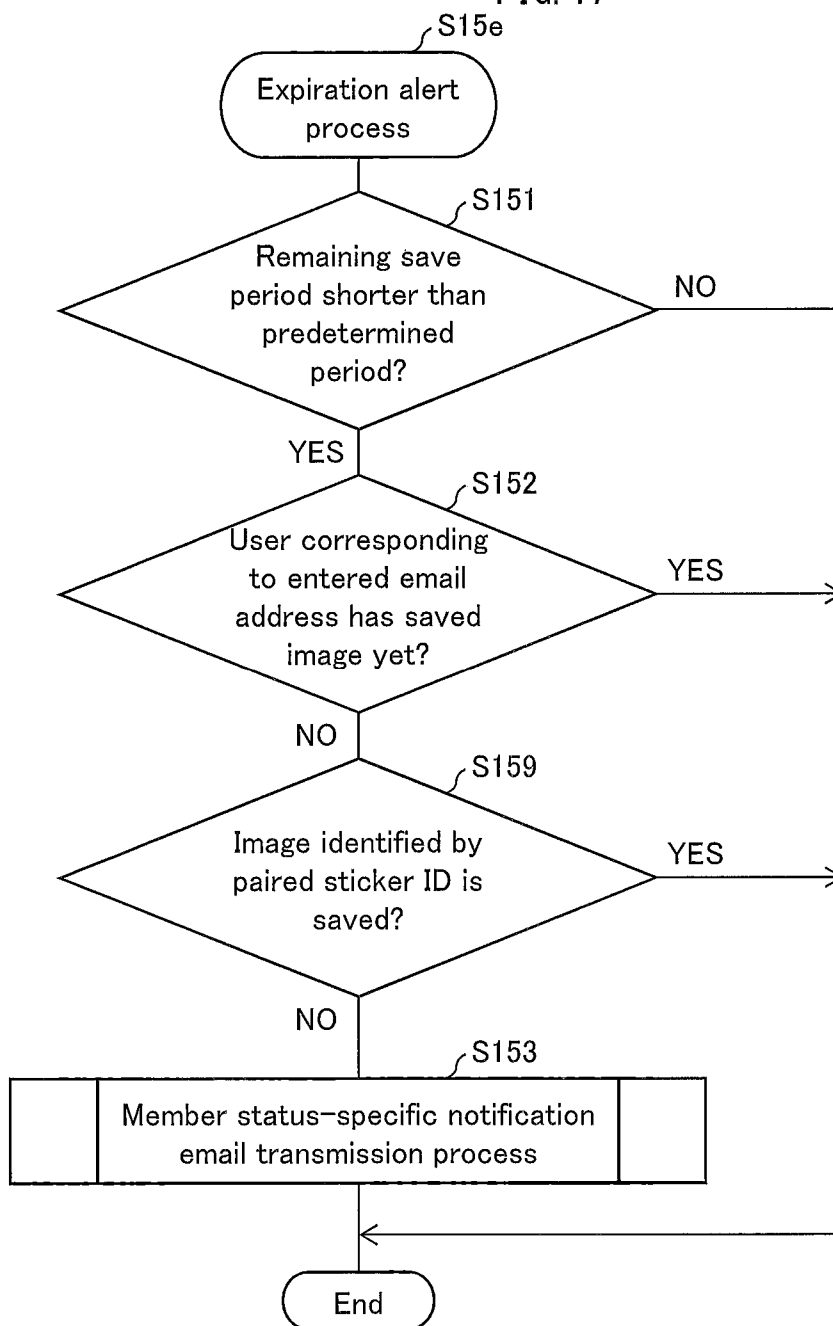 S15e
Expiration alert
process
S151
Remaining save
period shorter than
predetermined
period?
NO
YES
S152
User corresponding
to entered email
address has saved
image yet?
YES
NO
S159
Image identified by
paired sticker ID is
saved?
YES
NO
S153
Member status-specific notification
email transmission process
End